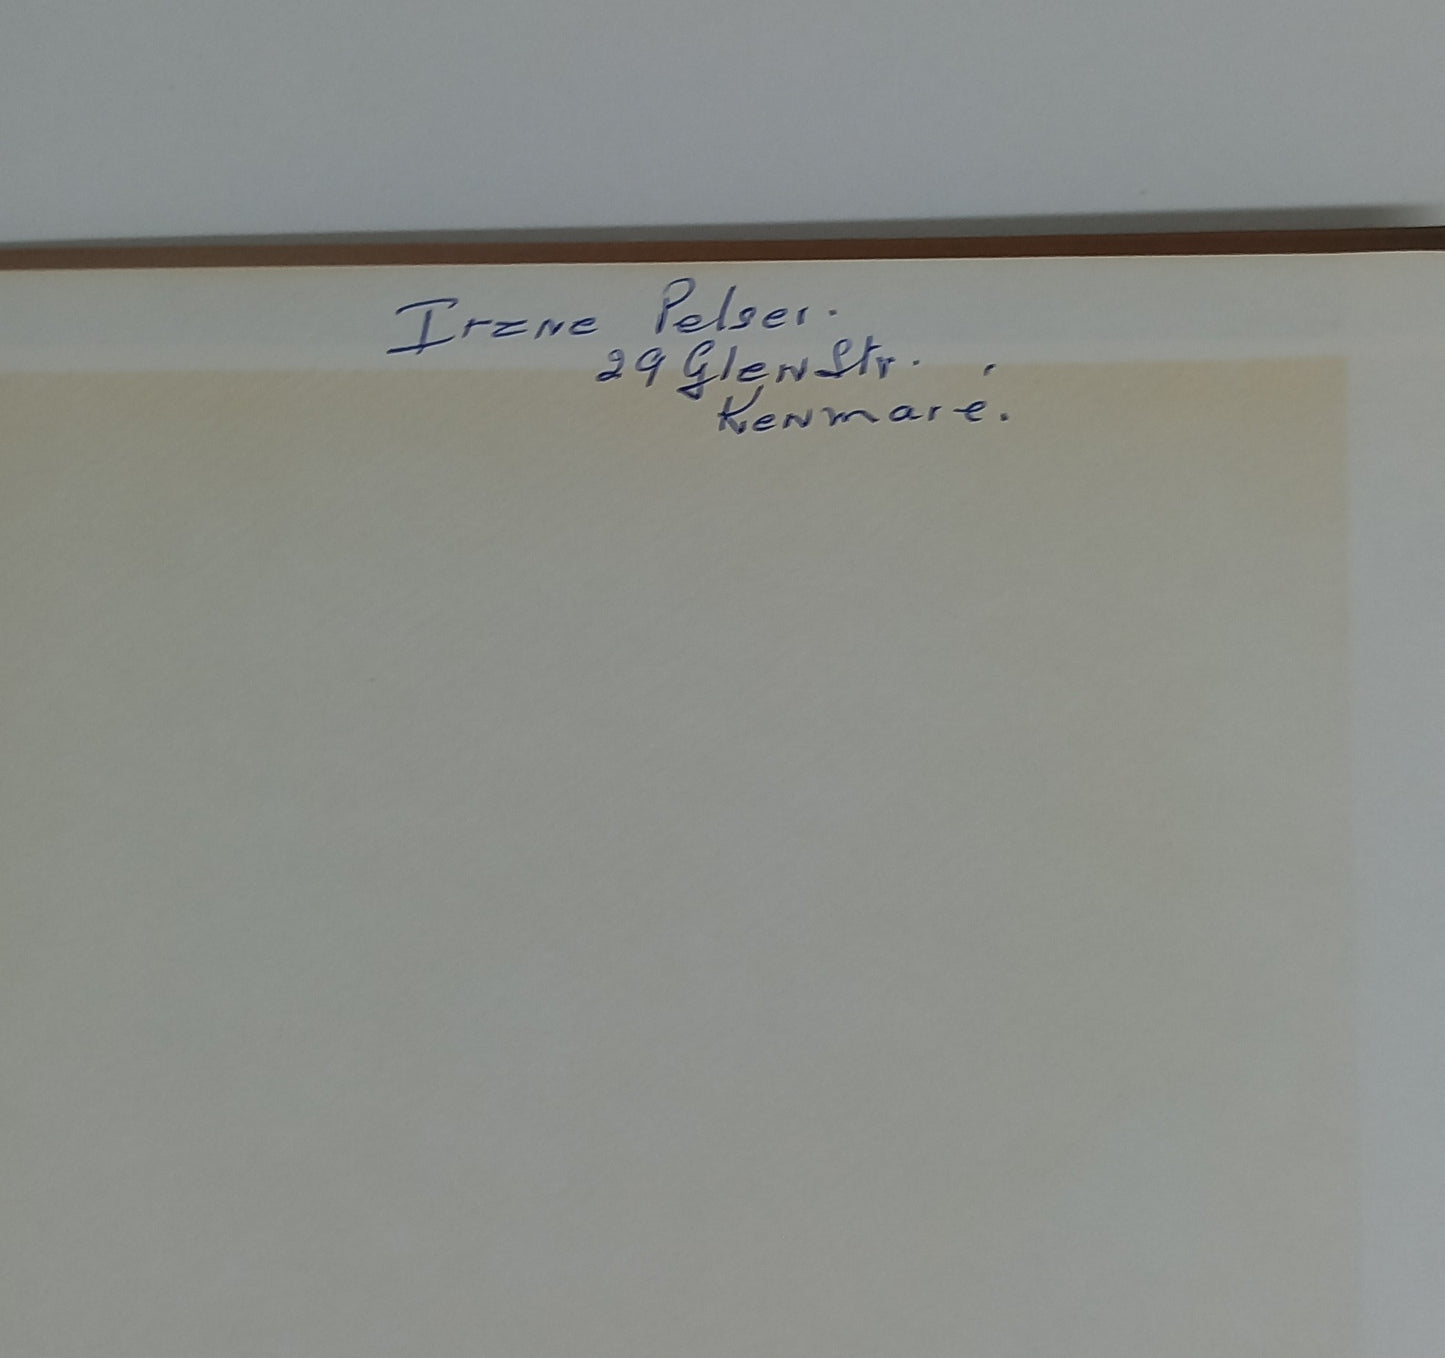 Irene Pelser.
29 Glen Str.
Kenmare.